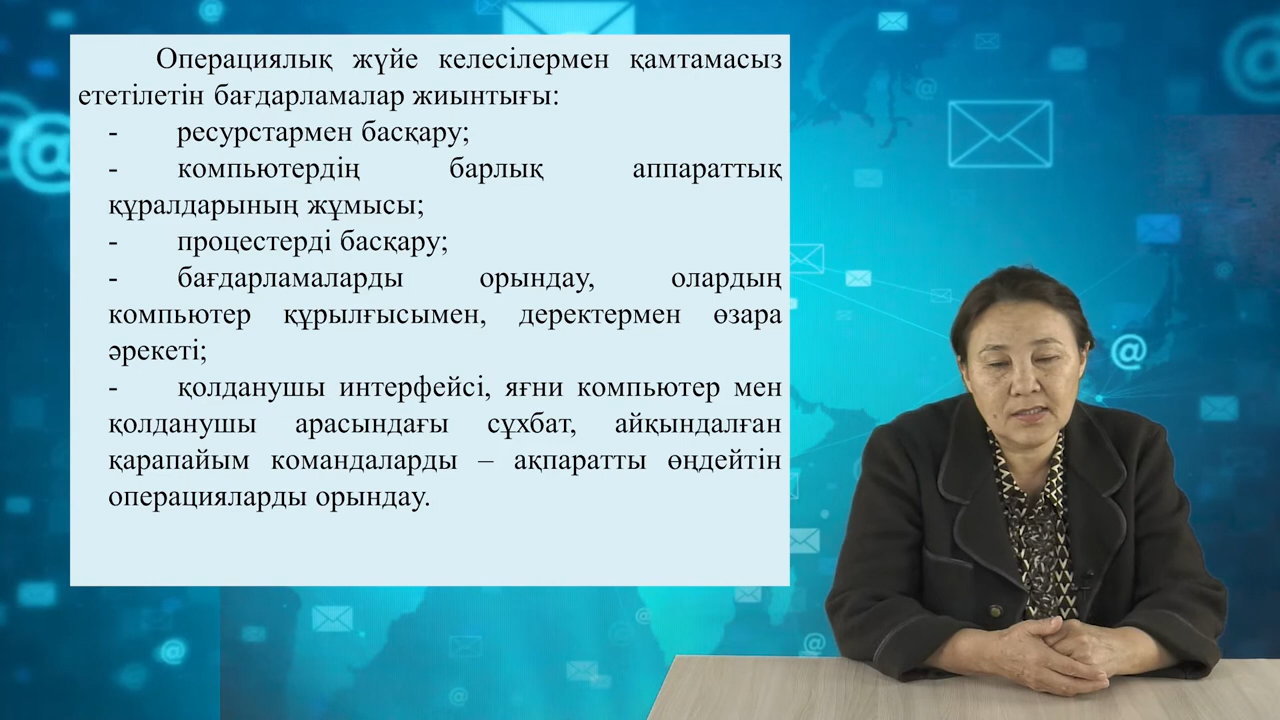 Операциялық жүйе келесілермен қамтамасыз
ететілетін бағдарламалар жиынтығы:
- ресурстармен басқару;
- компьютердің барлық аппараттық
құралдарының жұмысы;
- процестерді басқару;
- бағдарламаларды орындау, олардың
компьютер құрылғысымен, деректермен өзара
әрекеті;
- қолданушы интерфейсі, яғни компьютер мен
қолданушы арасындағы сұхбат, айқындалған
қарапайым командаларды – ақпаратты өңдейтін
операцияларды орындау.